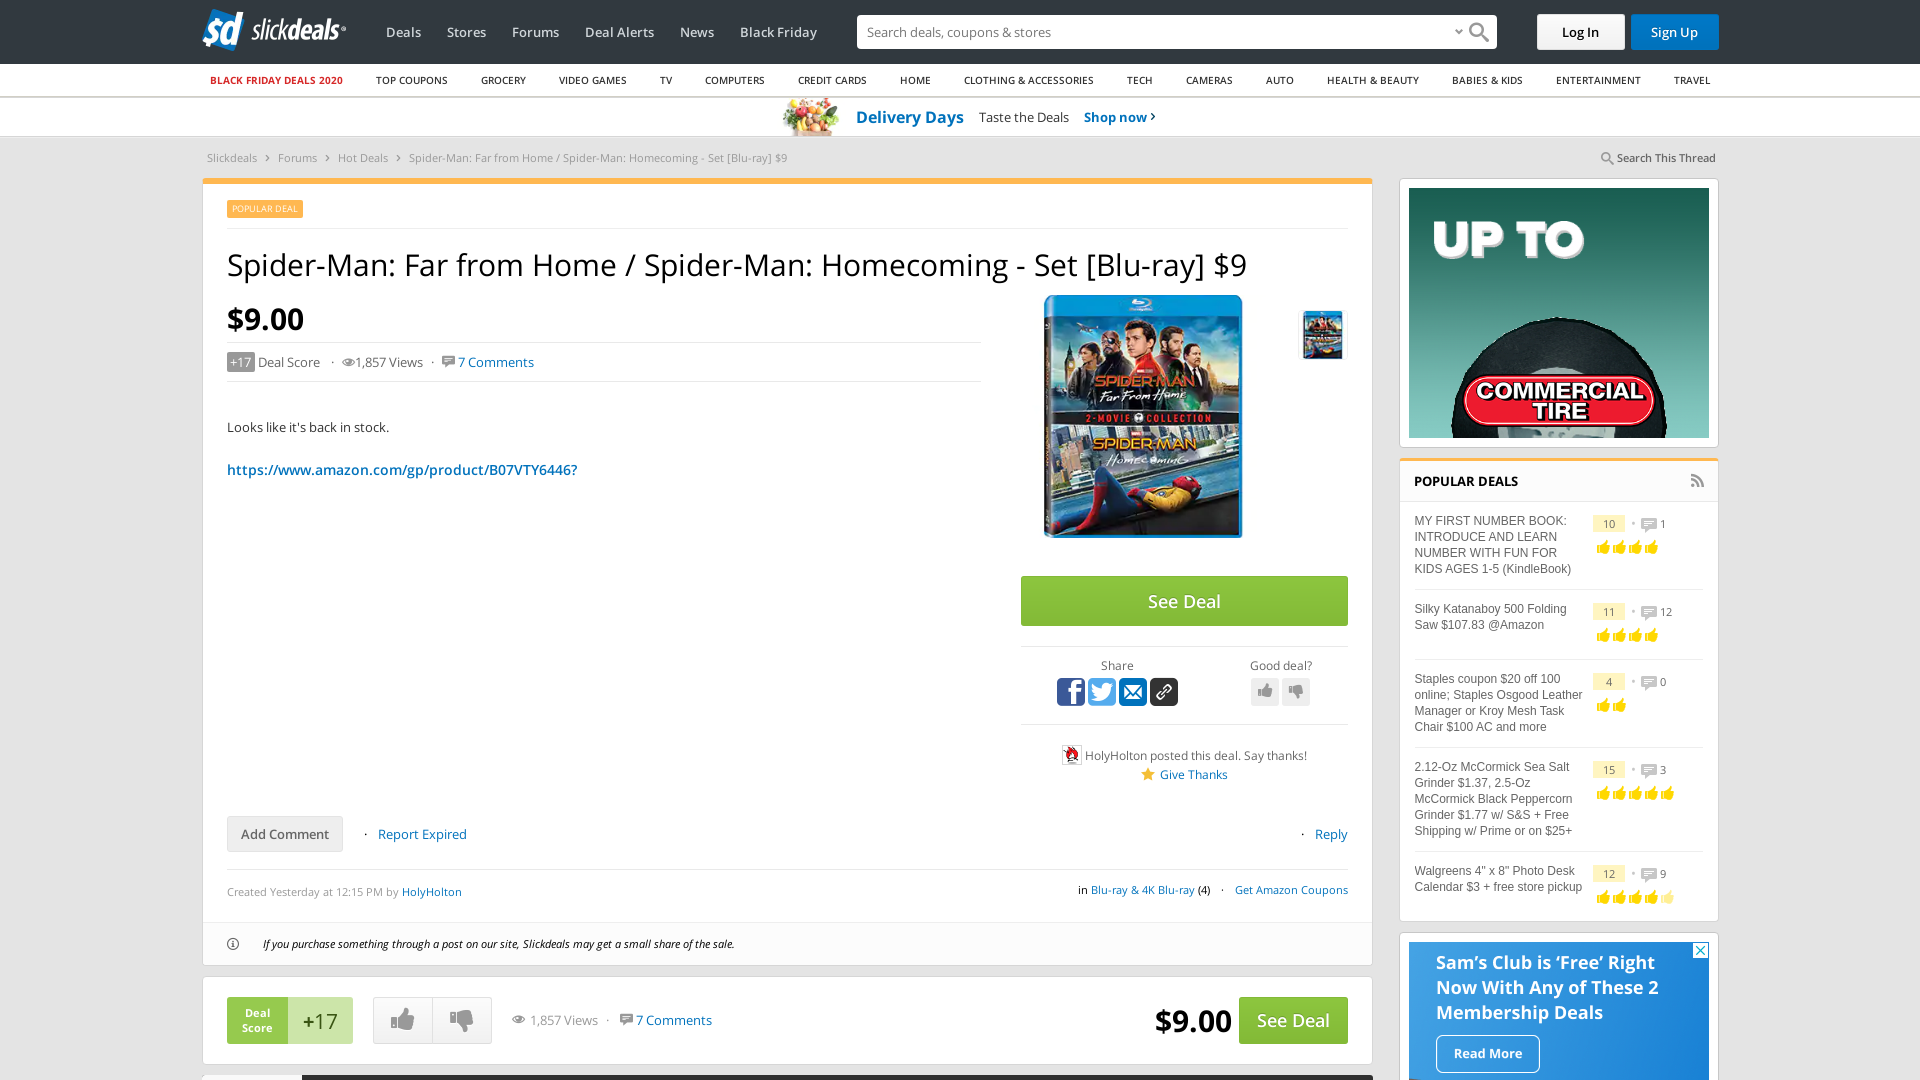 slickdeals
Deals
Stores
Forums
Deal Alerts
News
Black Friday
Search deals, coupons & stores
Log In
Sign Up
BLACK FRIDAY DEALS 2020
TOP COUPONS
GROCERY
VIDEO GAMES
TV
COMPUTERS
CREDIT CARDS
HOME
CLOTHING & ACCESSORIES
TECH
CAMERAS
AUTO
HEALTH & BEAUTY
BABIES & KIDS
ENTERTAINMENT
TRAVEL
Delivery Days Taste the Deals Shop now
Slickdeals › Forums › Hot Deals › Spider-Man: Far from Home / Spider-Man: Homecoming - Set [Blu-ray] $9
Search This Thread
POPULAR DEAL
Spider-Man: Far from Home / Spider-Man: Homecoming - Set [Blu-ray] $9
$9.00
+17 Deal Score · 1,857 Views · 7 Comments
Looks like it's back in stock.
https://www.amazon.com/gp/product/B07VTY6446?
SPIDER-MAN
Far From Home
2-MOVIE COLLECTION
SPIDER-MAN
Homecoming
See Deal
Share
Good deal?
HolyHolton posted this deal. Say thanks!
Give Thanks
Add Comment · Report Expired
· Reply
Created Yesterday at 12:15 PM by HolyHolton
in Blu-ray & 4K Blu-ray (4) · Get Amazon Coupons
If you purchase something through a post on our site, Slickdeals may get a small share of the sale.
Deal
Score
+17
1,857 Views · 7 Comments
$9.00
See Deal
UP TO
COMMERCIAL
TIRE
POPULAR DEALS
MY FIRST NUMBER BOOK:
INTRODUCE AND LEARN
NUMBER WITH FUN FOR
KIDS AGES 1-5 (KindleBook)
10 • 1
Silky Katanaboy 500 Folding
Saw $107.83 @Amazon
11 • 12
Staples coupon $20 off 100
online; Staples Osgood Leather
Manager or Kroy Mesh Task
Chair $100 AC and more
4 • 0
2.12-Oz McCormick Sea Salt
Grinder $1.37, 2.5-Oz
McCormick Black Peppercorn
Grinder $1.77 w/ S&S + Free
Shipping w/ Prime or on $25+
15 • 3
Walgreens 4" x 8" Photo Desk
Calendar $3 + free store pickup
12 • 9
Sam's Club is 'Free' Right
Now With Any of These 2
Membership Deals
Read More